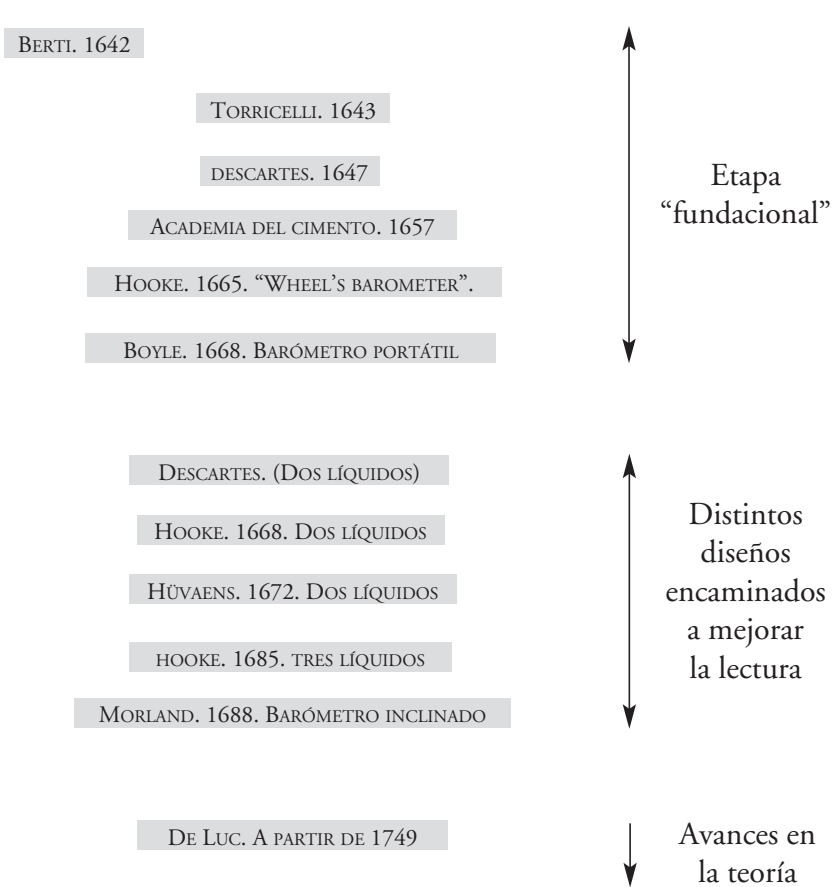 Berti. 1642
Torricelli. 1643
descartes. 1647
Academia del cimento. 1657
Hooke. 1665. “Wheel’s barometer”.
Boyle. 1668. Barómetro portátil
Etapa
“fundacional”
Descartes. (Dos líquidos)
Hooke. 1668. Dos líquidos
Hüvaens. 1672. Dos líquidos
hooke. 1685. tres líquidos
Morland. 1688. Barómetro inclinado
Distintos
diseños
encaminados
a mejorar
la lectura
De Luc. A partir de 1749
Avances en
la teoría